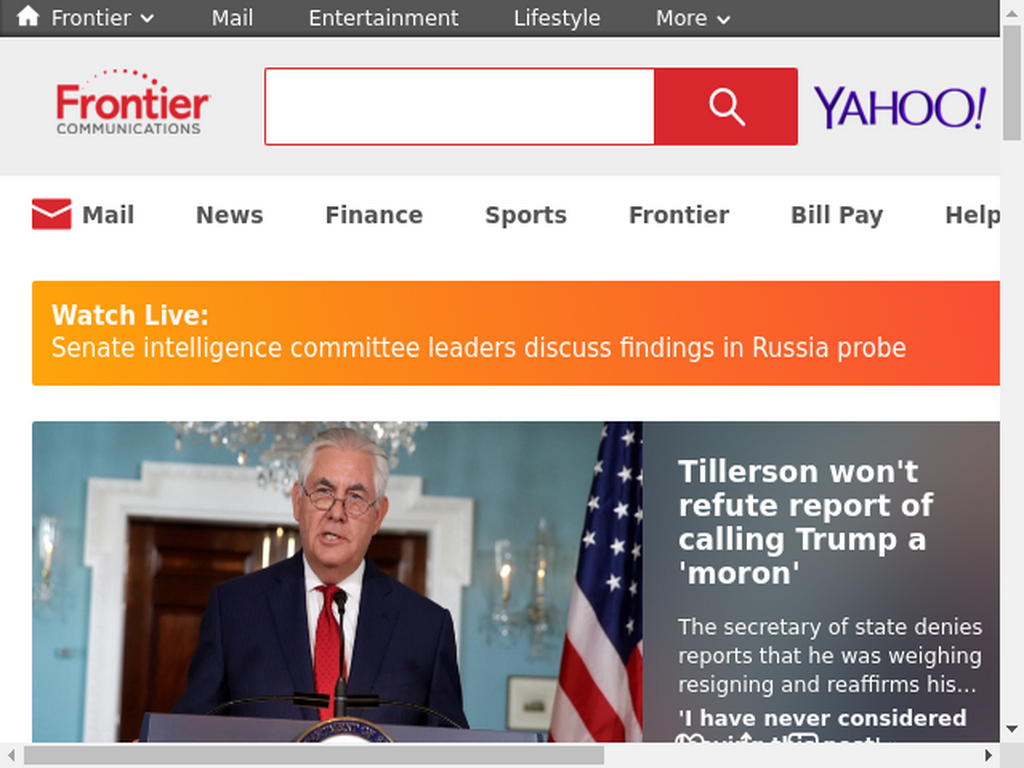 Frontier Mail Entertainment Lifestyle More
Frontier
COMMUNICATIONS
YAHOO!
Mail News Finance Sports Frontier Bill Pay Help
Watch Live:
Senate intelligence committee leaders discuss findings in Russia probe
Tillerson won't
refute report of
calling Trump a
'moron'
The secretary of state denies
reports that he was weighing
resigning and reaffirms his...
'I have never considered